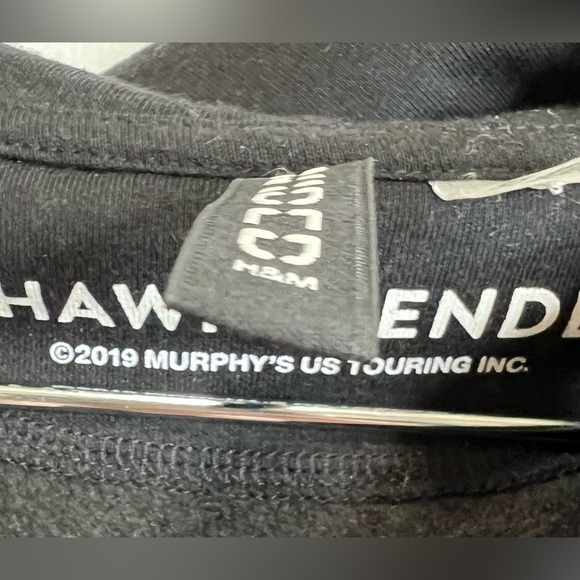 H&M
HAW ENDE
©2019 MURPHY'S US TOURING INC.